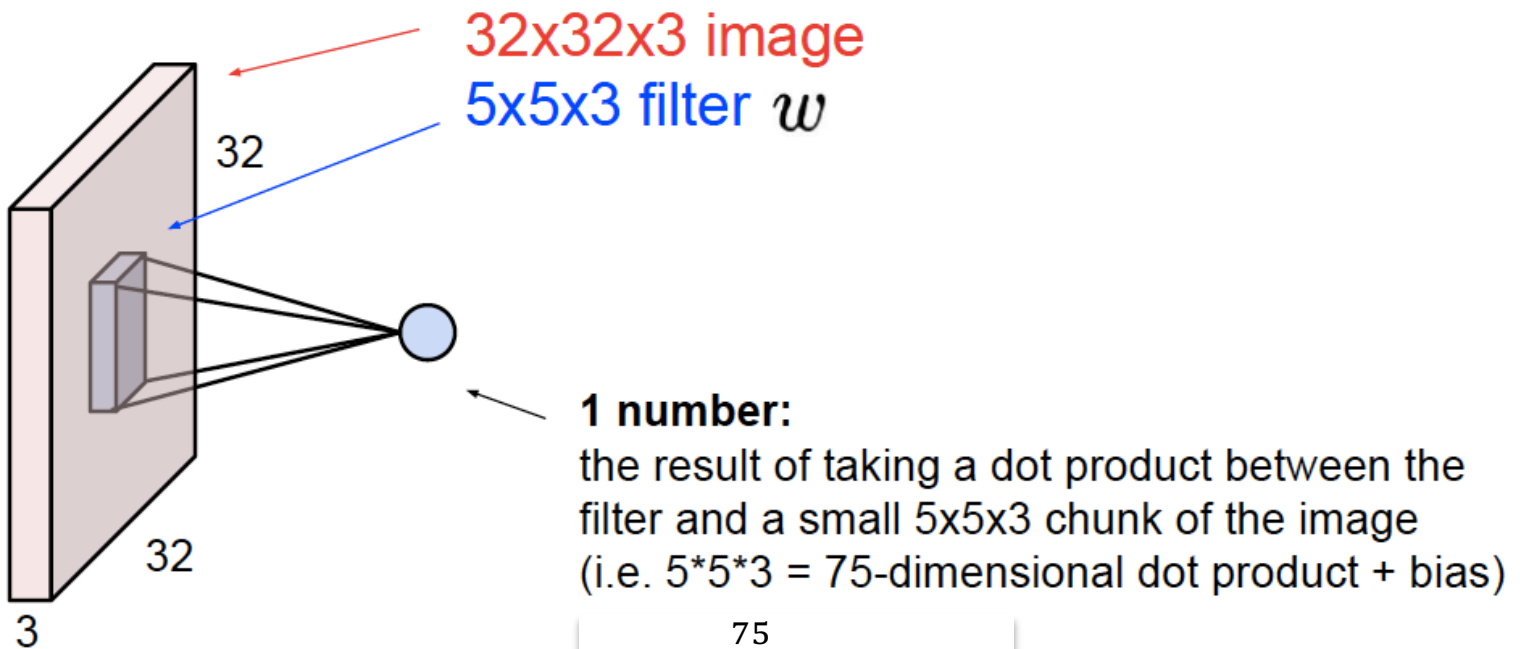 32x32x3 image
5x5x3 filter w
32
1 number:
the result of taking a dot product between the
filter and a small 5x5x3 chunk of the image
(i.e. 5*5*3 = 75-dimensional dot product + bias)
32
3
75